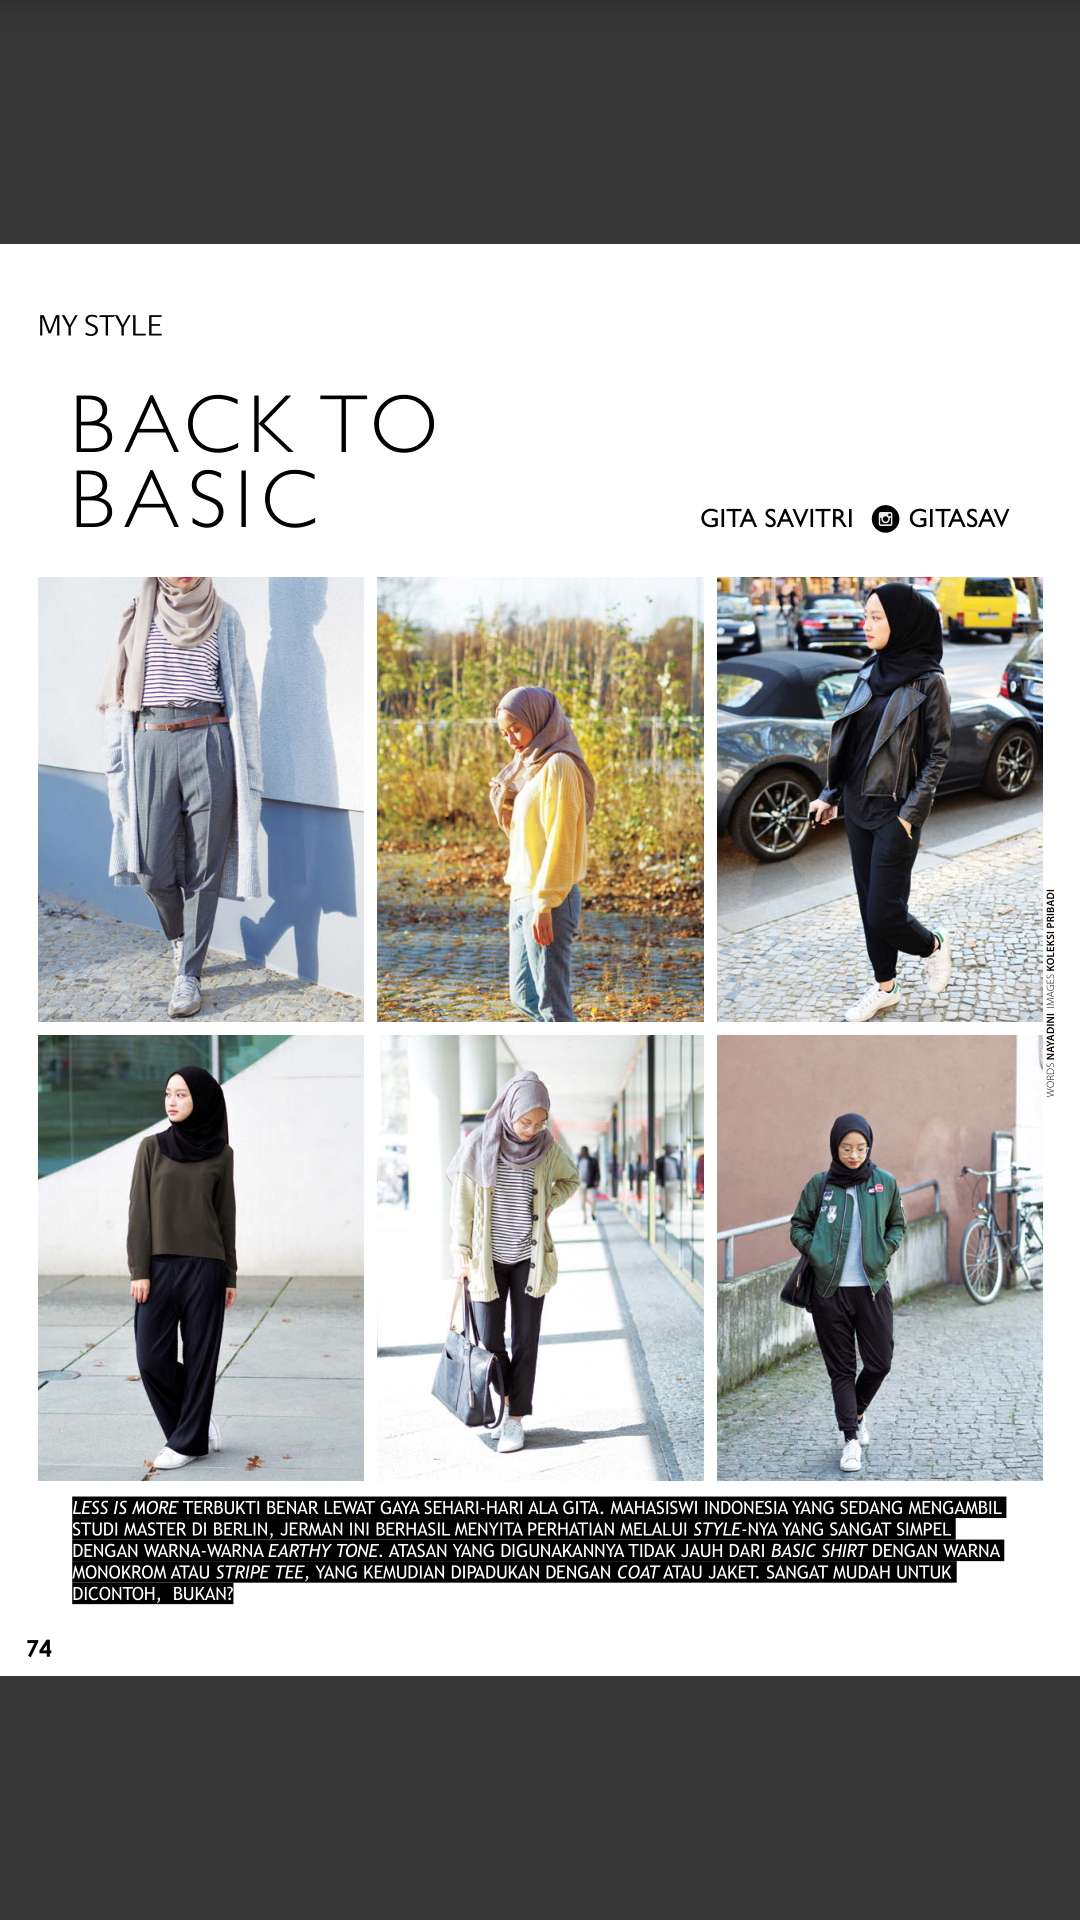 MY STYLE
BACK TO
BASIC
GITA SAVITRI GITASAV
WORDS NAYADINI IMAGES KOLEKSI PRIBADI
LESS IS MORE TERBUKTI BENAR LEWAT GAYA SEHARI-HARI ALA GITA. MAHASISWI INDONESIA YANG SEDANG MENGAMBIL
STUDI MASTER DI BERLIN, JERMAN INI BERHASIL MENYITA PERHATIAN MELALUI STYLE-NYA YANG SANGAT SIMPEL
DENGAN WARNA-WARNA EARTHY TONE. ATASAN YANG DIGUNAKANNYA TIDAK JAUH DARI BASIC SHIRT DENGAN WARNA
MONOKROM ATAU STRIPE TEE, YANG KEMUDIAN DIPADUKAN DENGAN COAT ATAU JAKET. SANGAT MUDAH UNTUK
DICONTOH,  BUKAN?
74